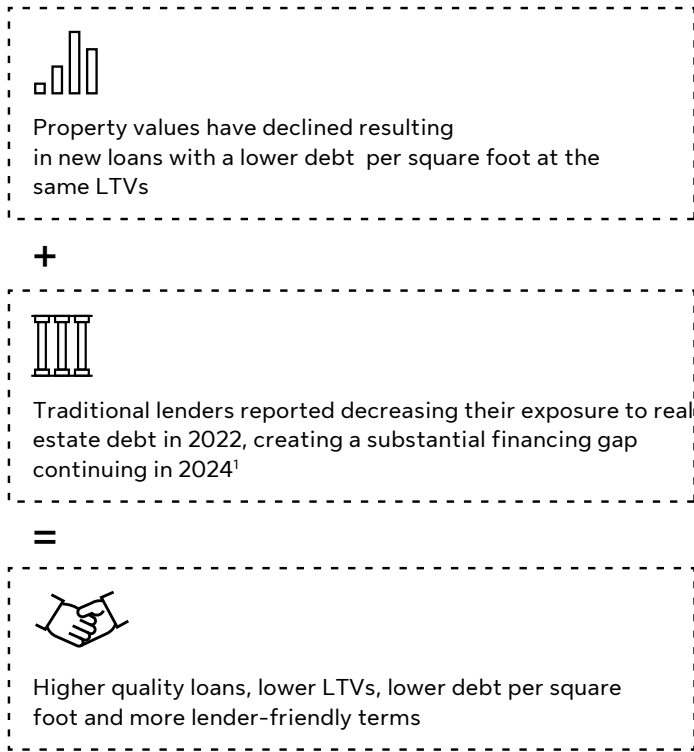 Property values have declined resulting
in new loans with a lower debt  per square foot at the
same LTVs
+
Traditional lenders reported decreasing their exposure to real
estate debt in 2022, creating a substantial financing gap
continuing in 2024¹
=
Higher quality loans, lower LTVs, lower debt per square
foot and more lender-friendly terms